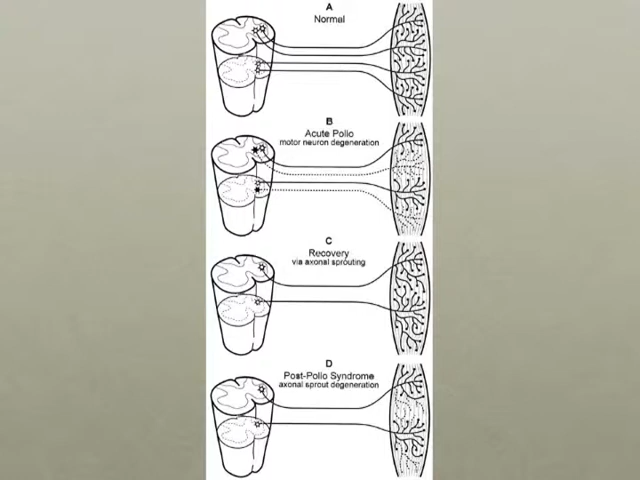 A
Normal
B
Acute Polio
motor neuron degeneration
C
Recovery
via axonal sprouting
D
Post-Polio Syndrome
axonal sprout degeneration